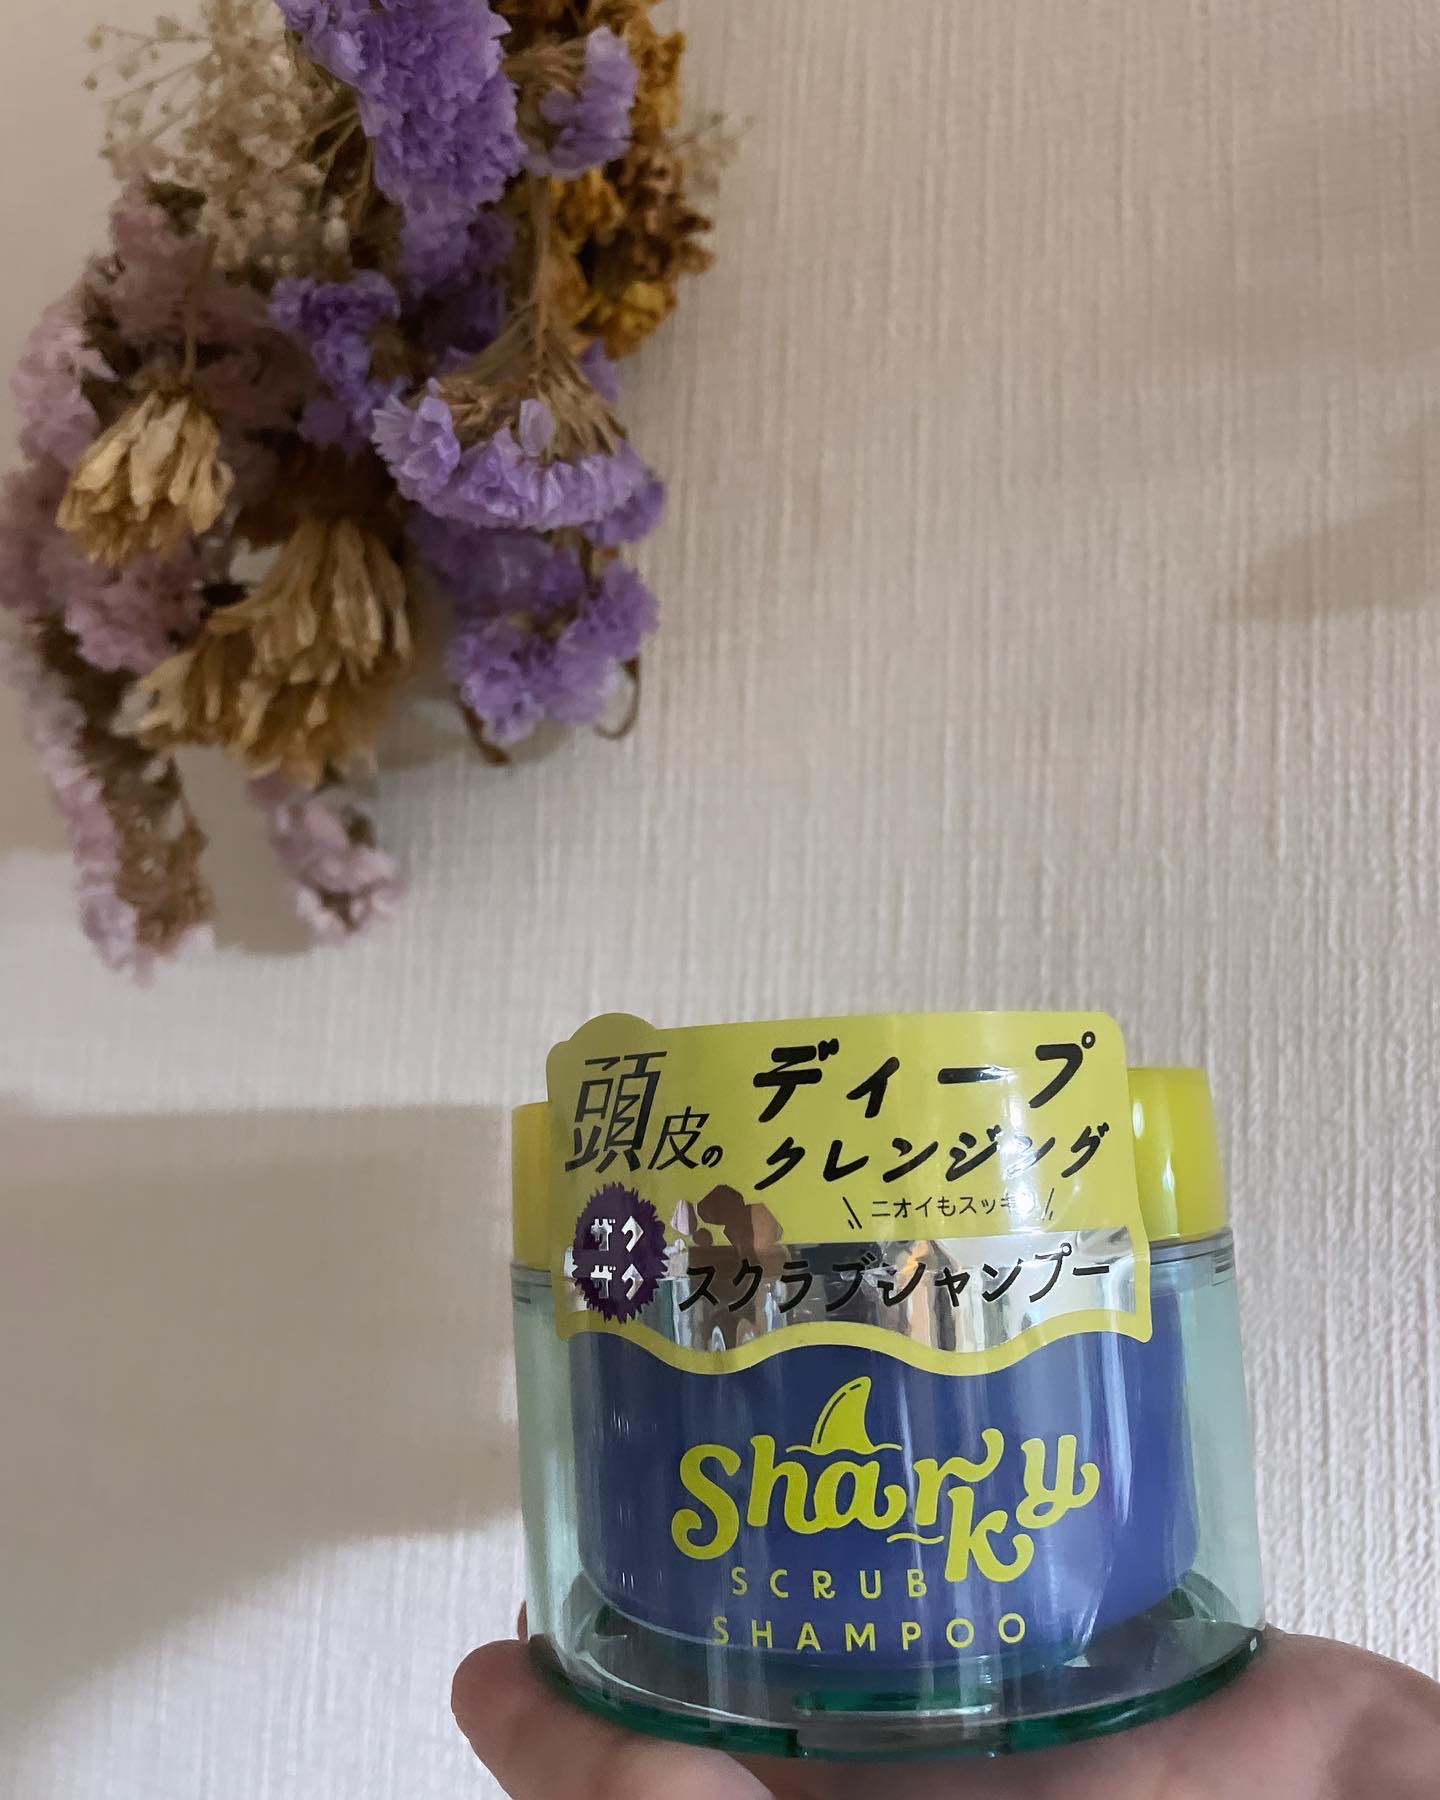 頭皮の
ディープ
クレンジング
ニオイもスッキリ
ザク
ザク
スクラブシャンプー
Sharky
SCRUB
SHAMPOO